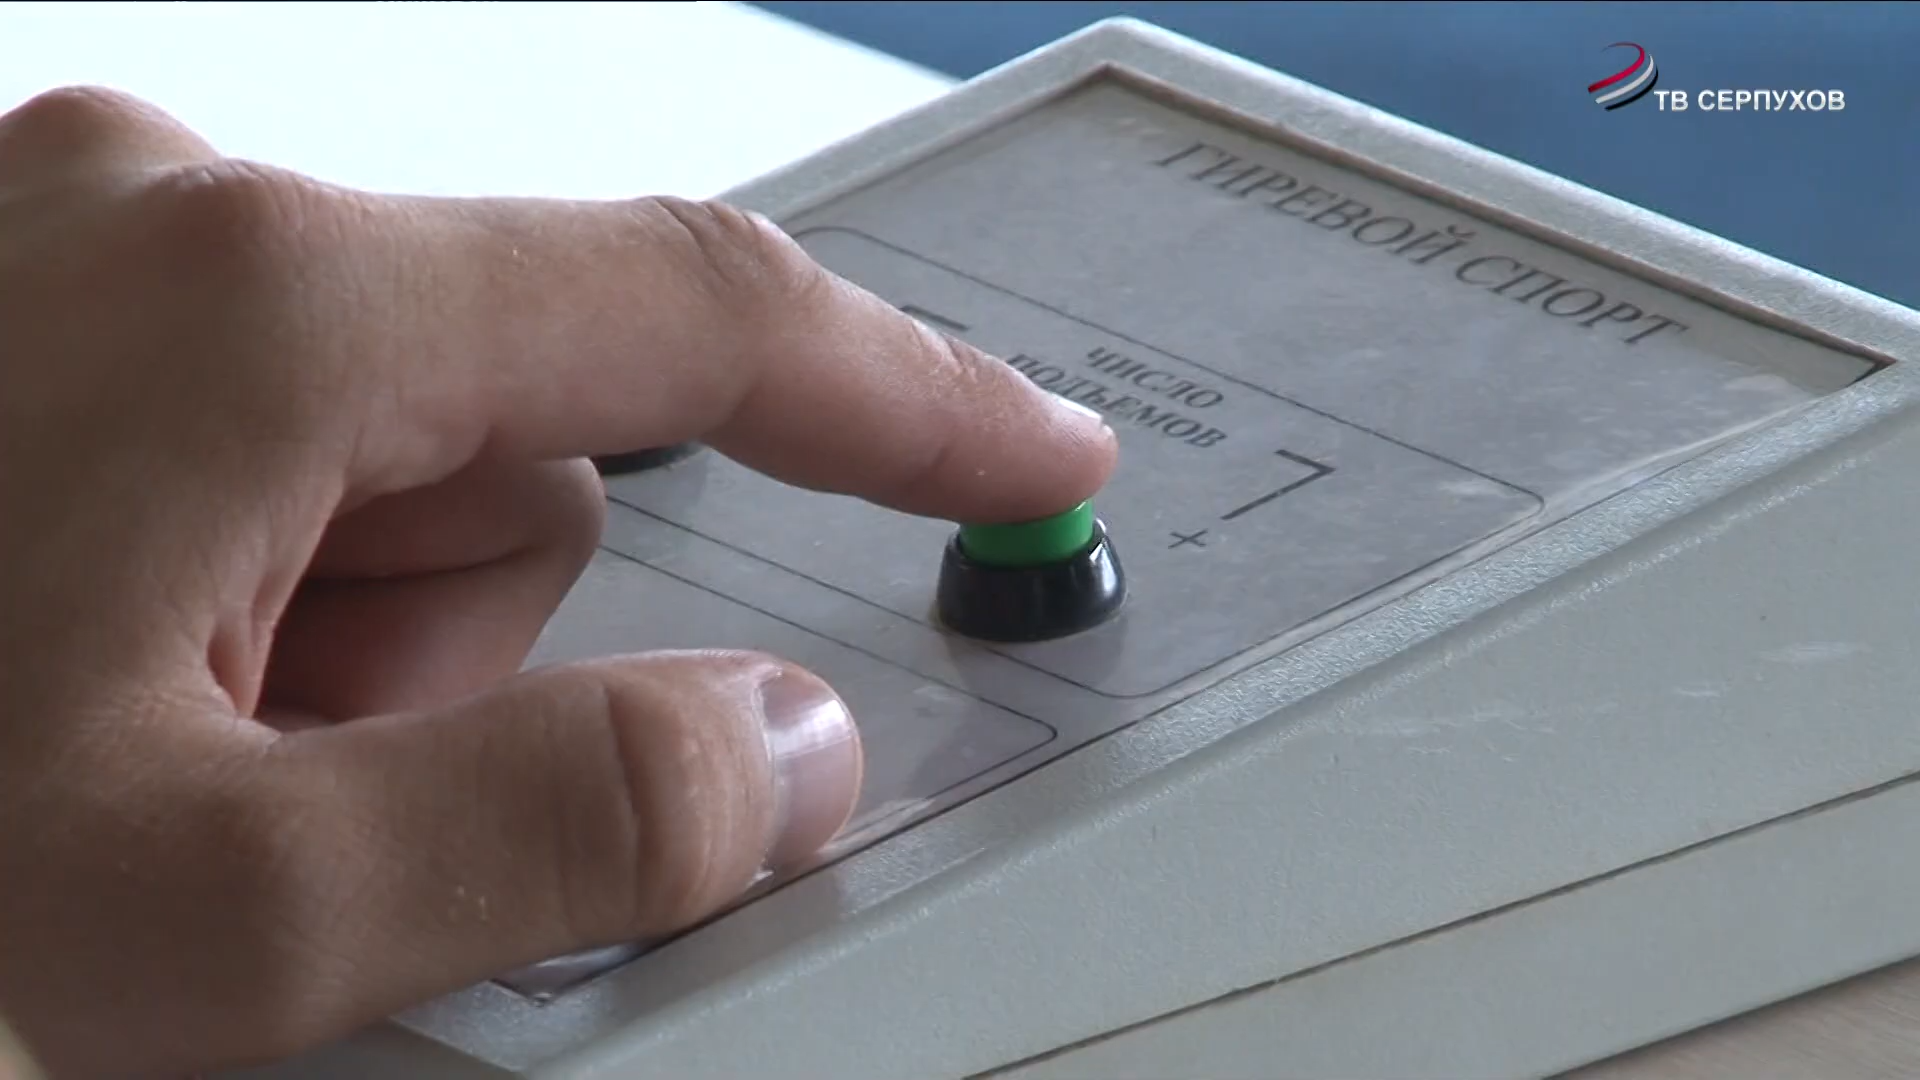 ТВ СЕРПУХОВ
ГИРЕВОЙ СПОРТ
ЧИСЛО
ПОДЪЕМОВ
+